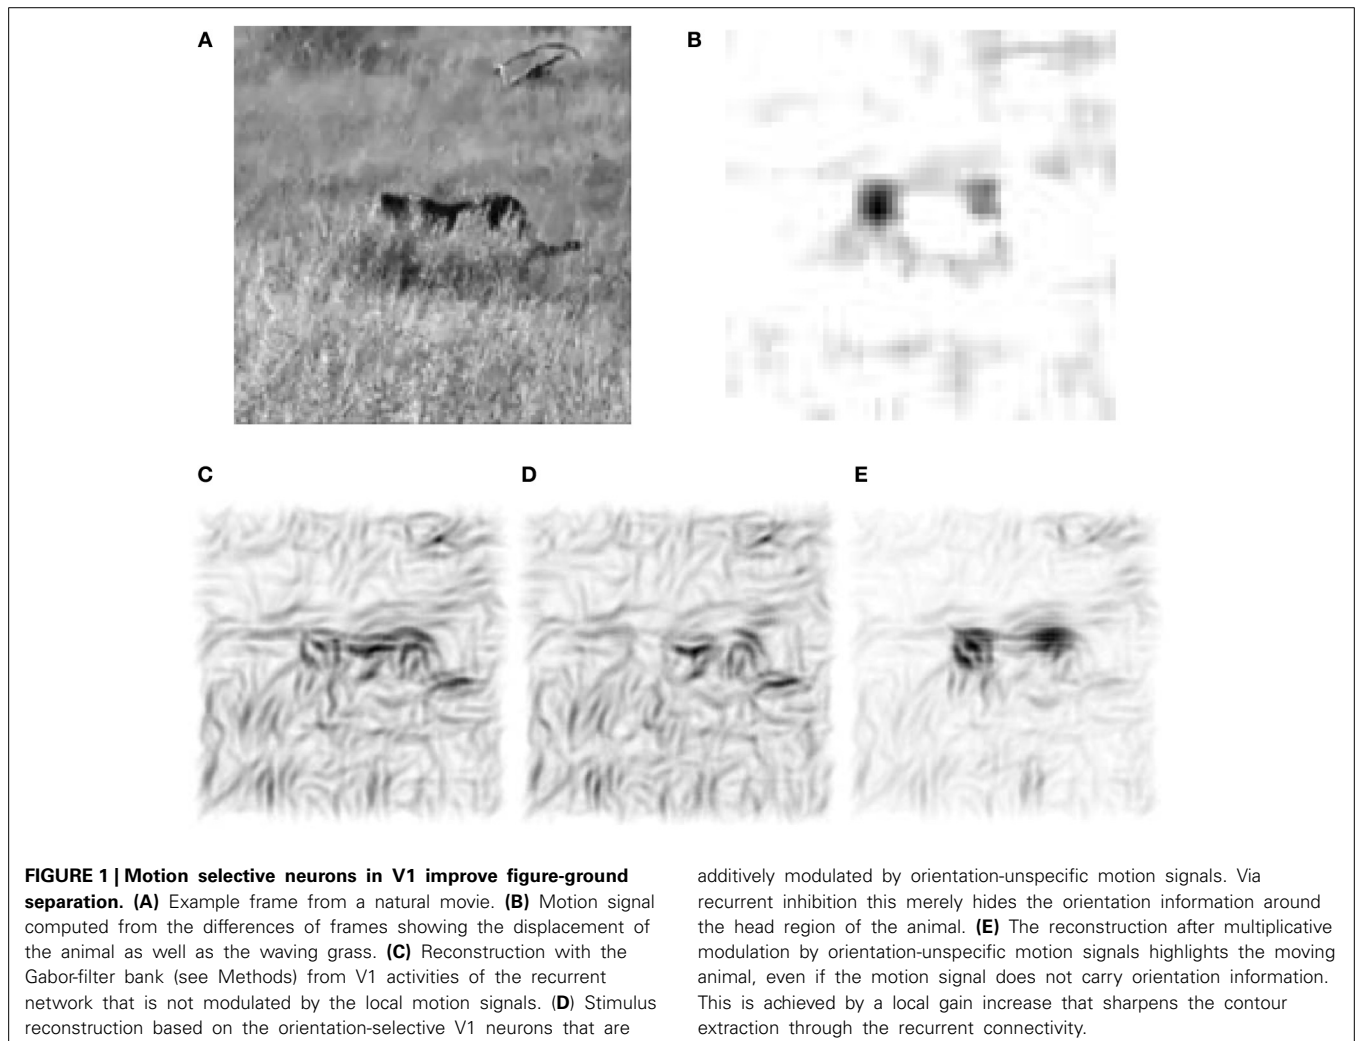 A
B
C
D
E
FIGURE 1 | Motion selective neurons in V1 improve figure-ground
separation. (A) Example frame from a natural movie. (B) Motion signal
computed from the differences of frames showing the displacement of
the animal as well as the waving grass. (C) Reconstruction with the
Gabor-filter bank (see Methods) from V1 activities of the recurrent
network that is not modulated by the local motion signals. (D) Stimulus
reconstruction based on the orientation-selective V1 neurons that are
additively modulated by orientation-unspecific motion signals. Via
recurrent inhibition this merely hides the orientation information around
the head region of the animal. (E) The reconstruction after multiplicative
modulation by orientation-unspecific motion signals highlights the moving
animal, even if the motion signal does not carry orientation information.
This is achieved by a local gain increase that sharpens the contour
extraction through the recurrent connectivity.